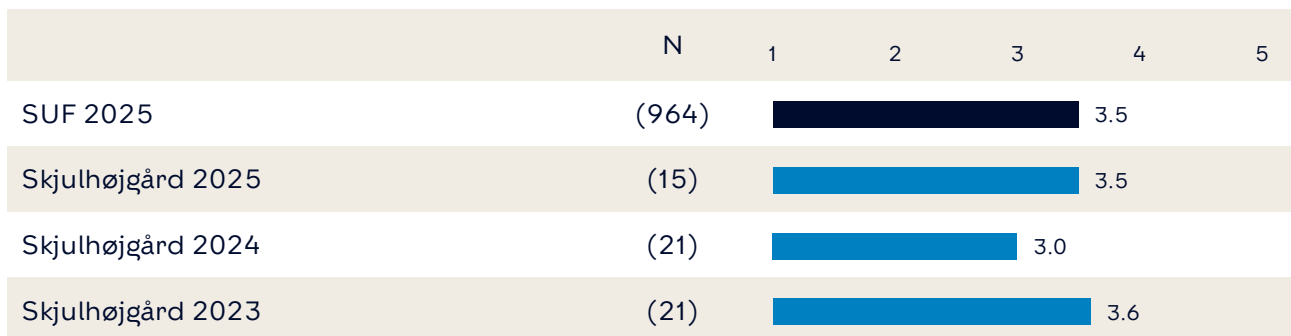 N 1 2 3 4 5
SUF 2025 (964) 3.5
Skjulhøjgård 2025 (15) 3.5
Skjulhøjgård 2024 (21) 3.0
Skjulhøjgård 2023 (21) 3.6